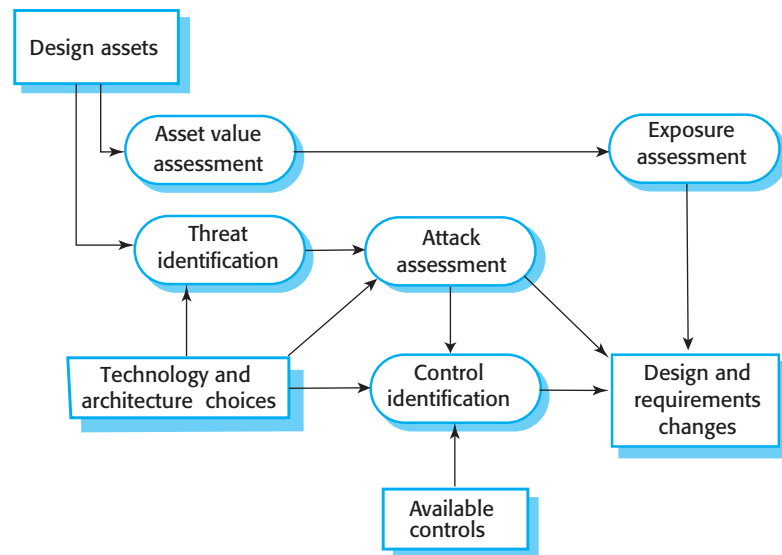 Design assets
Asset value
assessment
Exposure
assessment
Threat
identification
Attack
assessment
Technology and
architecture choices
Control
identification
Design and
requirements
changes
Available
controls